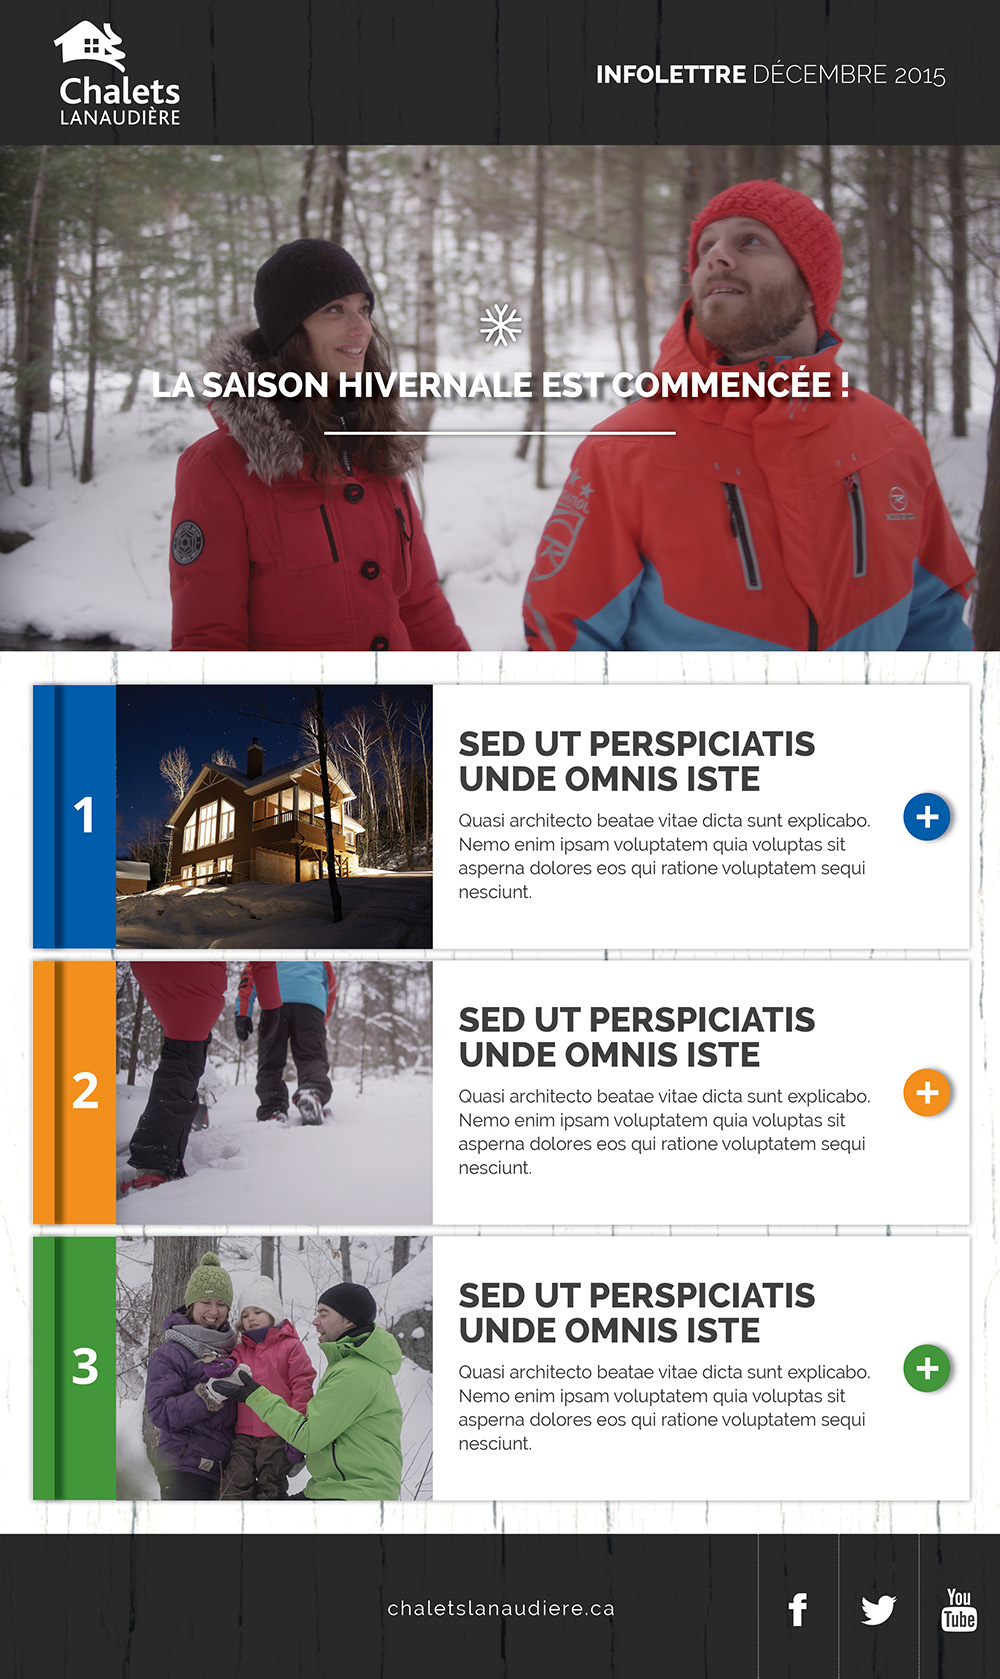 Chalets
LANAUDIÈRE
INFOLETTRE DÉCEMBRE 2015
LA SAISON HIVERNALE EST COMMENCÉE !
1
SED UT PERSPICIATIS
UNDE OMNIS ISTE
Quasi architecto beatae vitae dicta sunt explicabo.
Nemo enim ipsam voluptatem quia voluptas sit
asperna dolores eos qui ratione voluptatem sequi
nesciunt.
+
2
SED UT PERSPICIATIS
UNDE OMNIS ISTE
Quasi architecto beatae vitae dicta sunt explicabo.
Nemo enim ipsam voluptatem quia voluptas sit
asperna dolores eos qui ratione voluptatem sequi
nesciunt.
+
3
SED UT PERSPICIATIS
UNDE OMNIS ISTE
Quasi architecto beatae vitae dicta sunt explicabo.
Nemo enim ipsam voluptatem quia voluptas sit
asperna dolores eos qui ratione voluptatem sequi
nesciunt.
+
chaletslanaudiere.ca
f
You
Tube